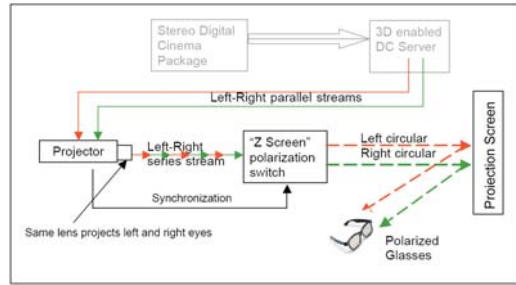 Stereo Digital
Cinema
Package
3D enabled
DC Server
Left-Right parallel streams
Projector
Left-Right
series stream
"Z Screen"
polarization
switch
Left circular
Right circular
Projection Screen
Synchronization
Same lens projects left and right eyes
Polarized
Glasses